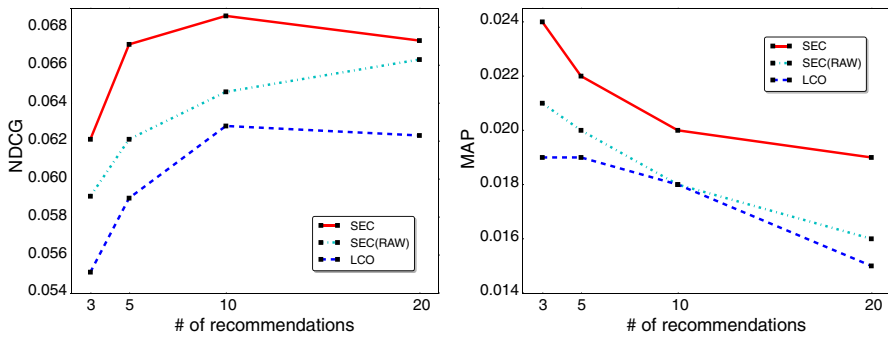 NDCG
0.068
0.066
0.064
0.062
0.060
0.058
0.056
0.054
3
5
10
20
# of recommendations
SEC
SEC(RAW)
LCO
MAP
0.024
0.022
0.020
0.018
0.016
0.014
3
5
10
20
# of recommendations
SEC
SEC(RAW)
LCO